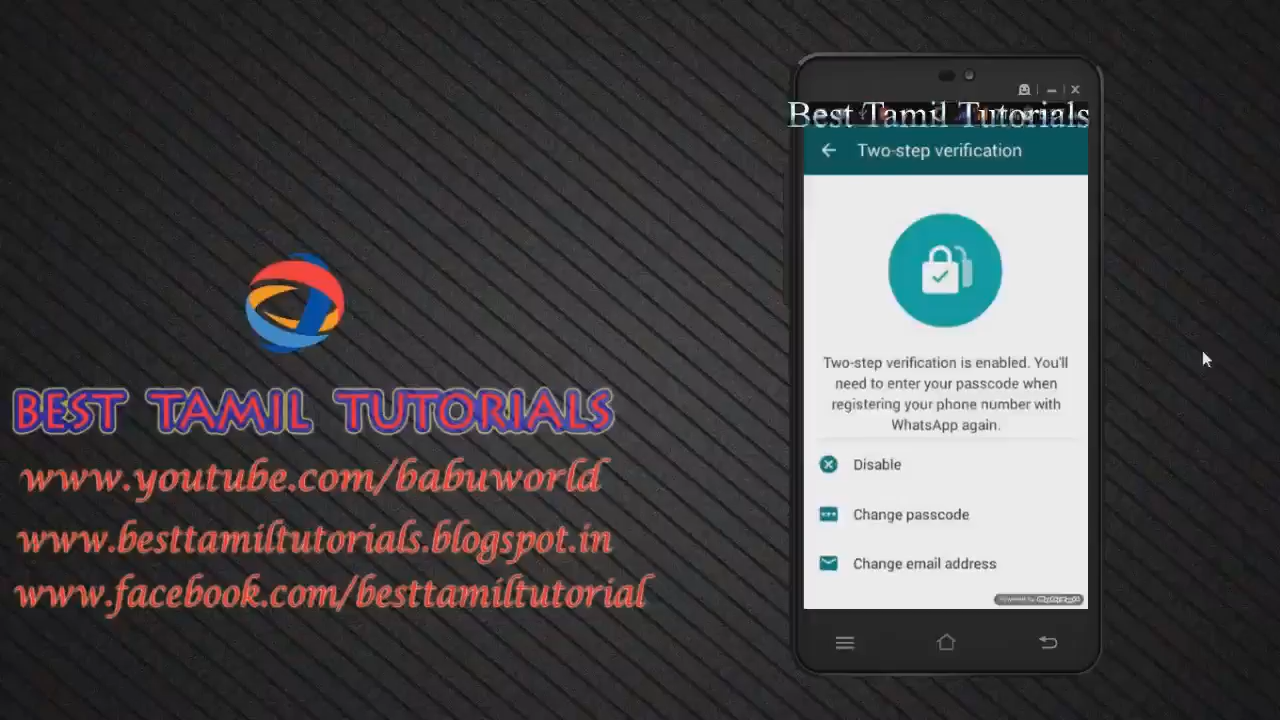 Best Tamil Tutorials
Two-step verification
Two-step verification is enabled. You'll
need to enter your passcode when
registering your phone number with
WhatsApp again.
Disable
Change passcode
Change email address
BEST TAMIL TUTORIALS
www.youtube.com/babuworld
www.besttamiltutorials.blogspot.in
www.facebook.com/besttamiltutorial